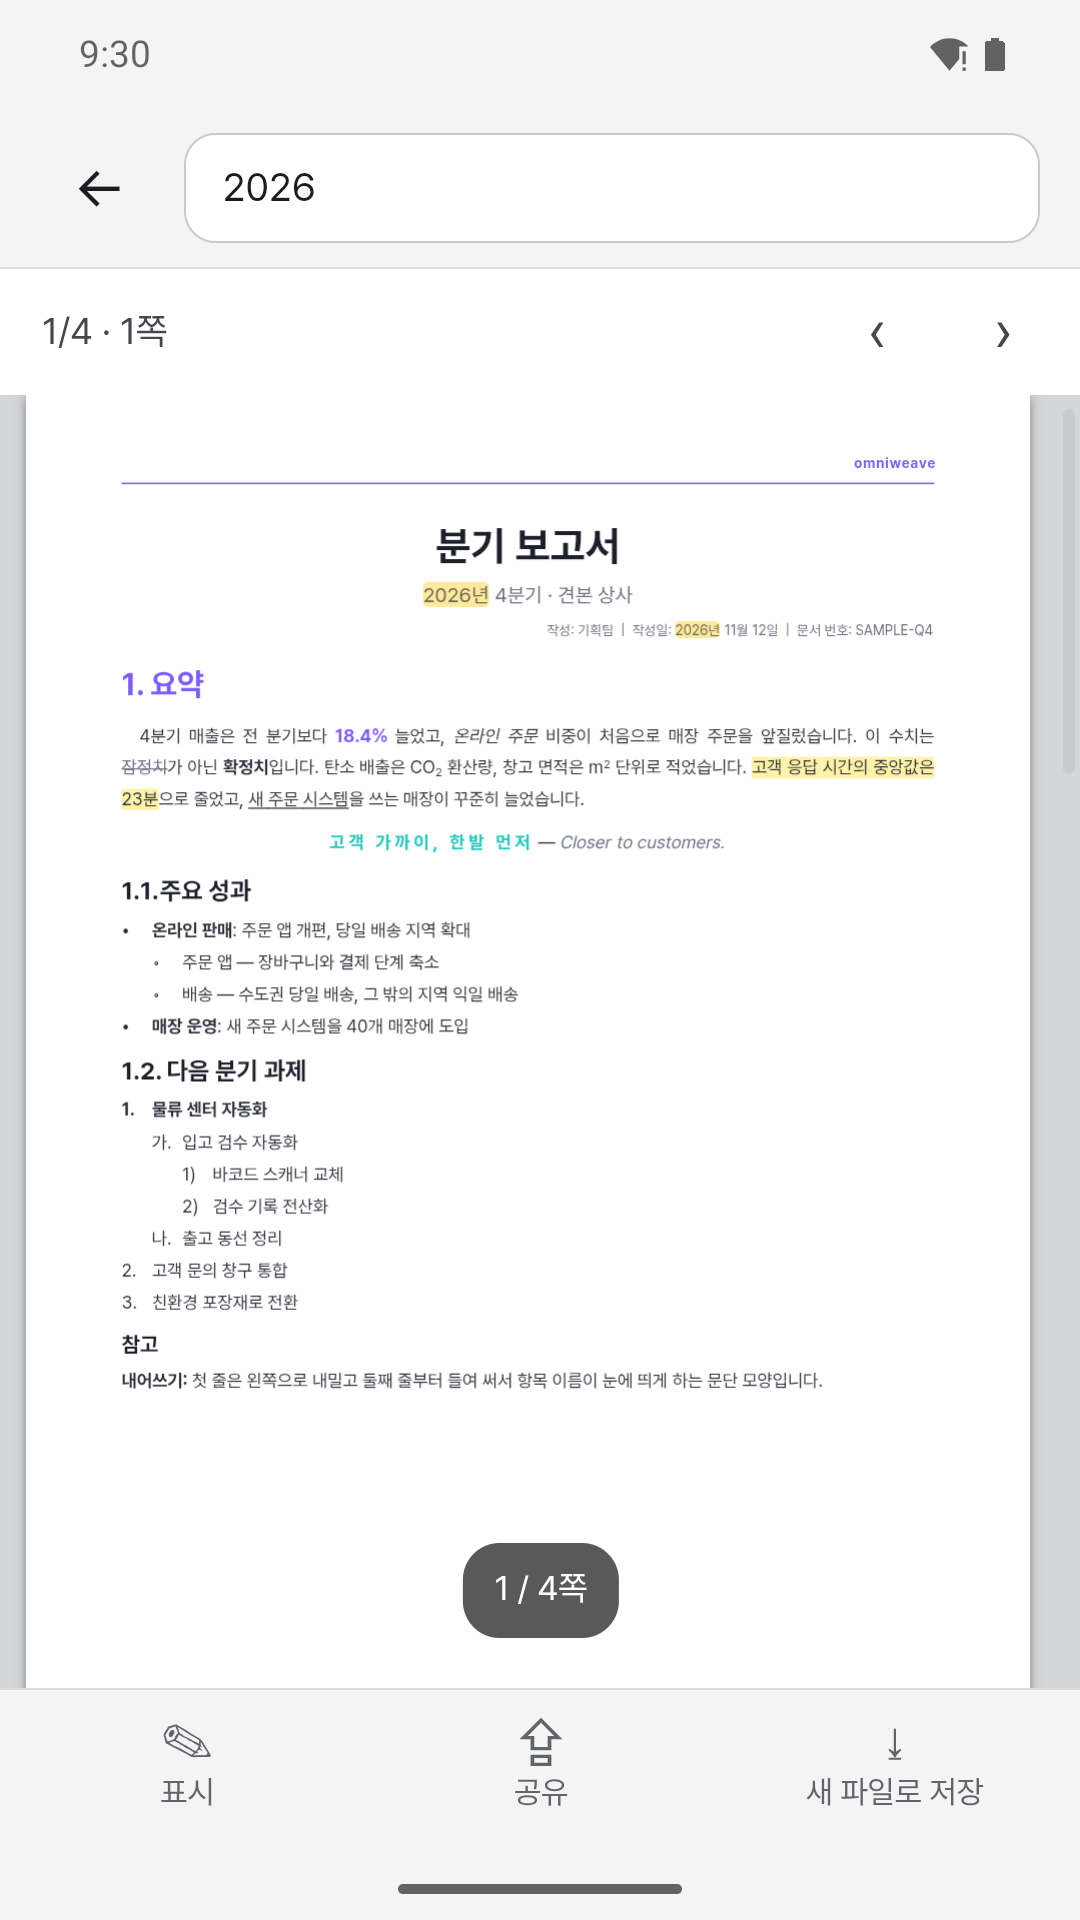 9:30
2026
1/4 · 1쪽
omniweave
분기 보고서
2026년 4분기 · 견본 상사
작성: 기획팀 | 작성일: 2026년 11월 12일 | 문서 번호: SAMPLE-Q4
1. 요약
4분기 매출은 전 분기보다 18.4% 늘었고, 온라인 주문 비중이 처음으로 매장 주문을 앞질렀습니다. 이 수치는
잠정치가 아닌 확정치입니다. 탄소 배출은 CO₂ 환산량, 창고 면적은 m² 단위로 적었습니다. 고객 응답 시간의 중앙값은
23분으로 줄었고, 새 주문 시스템을 쓰는 매장이 꾸준히 늘었습니다.
고객 가까이, 한발 먼저 — Closer to customers.
1.1.주요 성과
• 온라인 판매: 주문 앱 개편, 당일 배송 지역 확대
◦ 주문 앱 — 장바구니와 결제 단계 축소
◦ 배송 — 수도권 당일 배송, 그 밖의 지역 익일 배송
• 매장 운영: 새 주문 시스템을 40개 매장에 도입
1.2. 다음 분기 과제
1. 물류 센터 자동화
가. 입고 검수 자동화
1) 바코드 스캐너 교체
2) 검수 기록 전산화
나. 출고 동선 정리
2. 고객 문의 창구 통합
3. 친환경 포장재로 전환
참고
내어쓰기: 첫 줄은 왼쪽으로 내밀고 둘째 줄부터 들여 써서 항목 이름이 눈에 띄게 하는 문단 모양입니다.
1 / 4쪽
표시
공유
새 파일로 저장